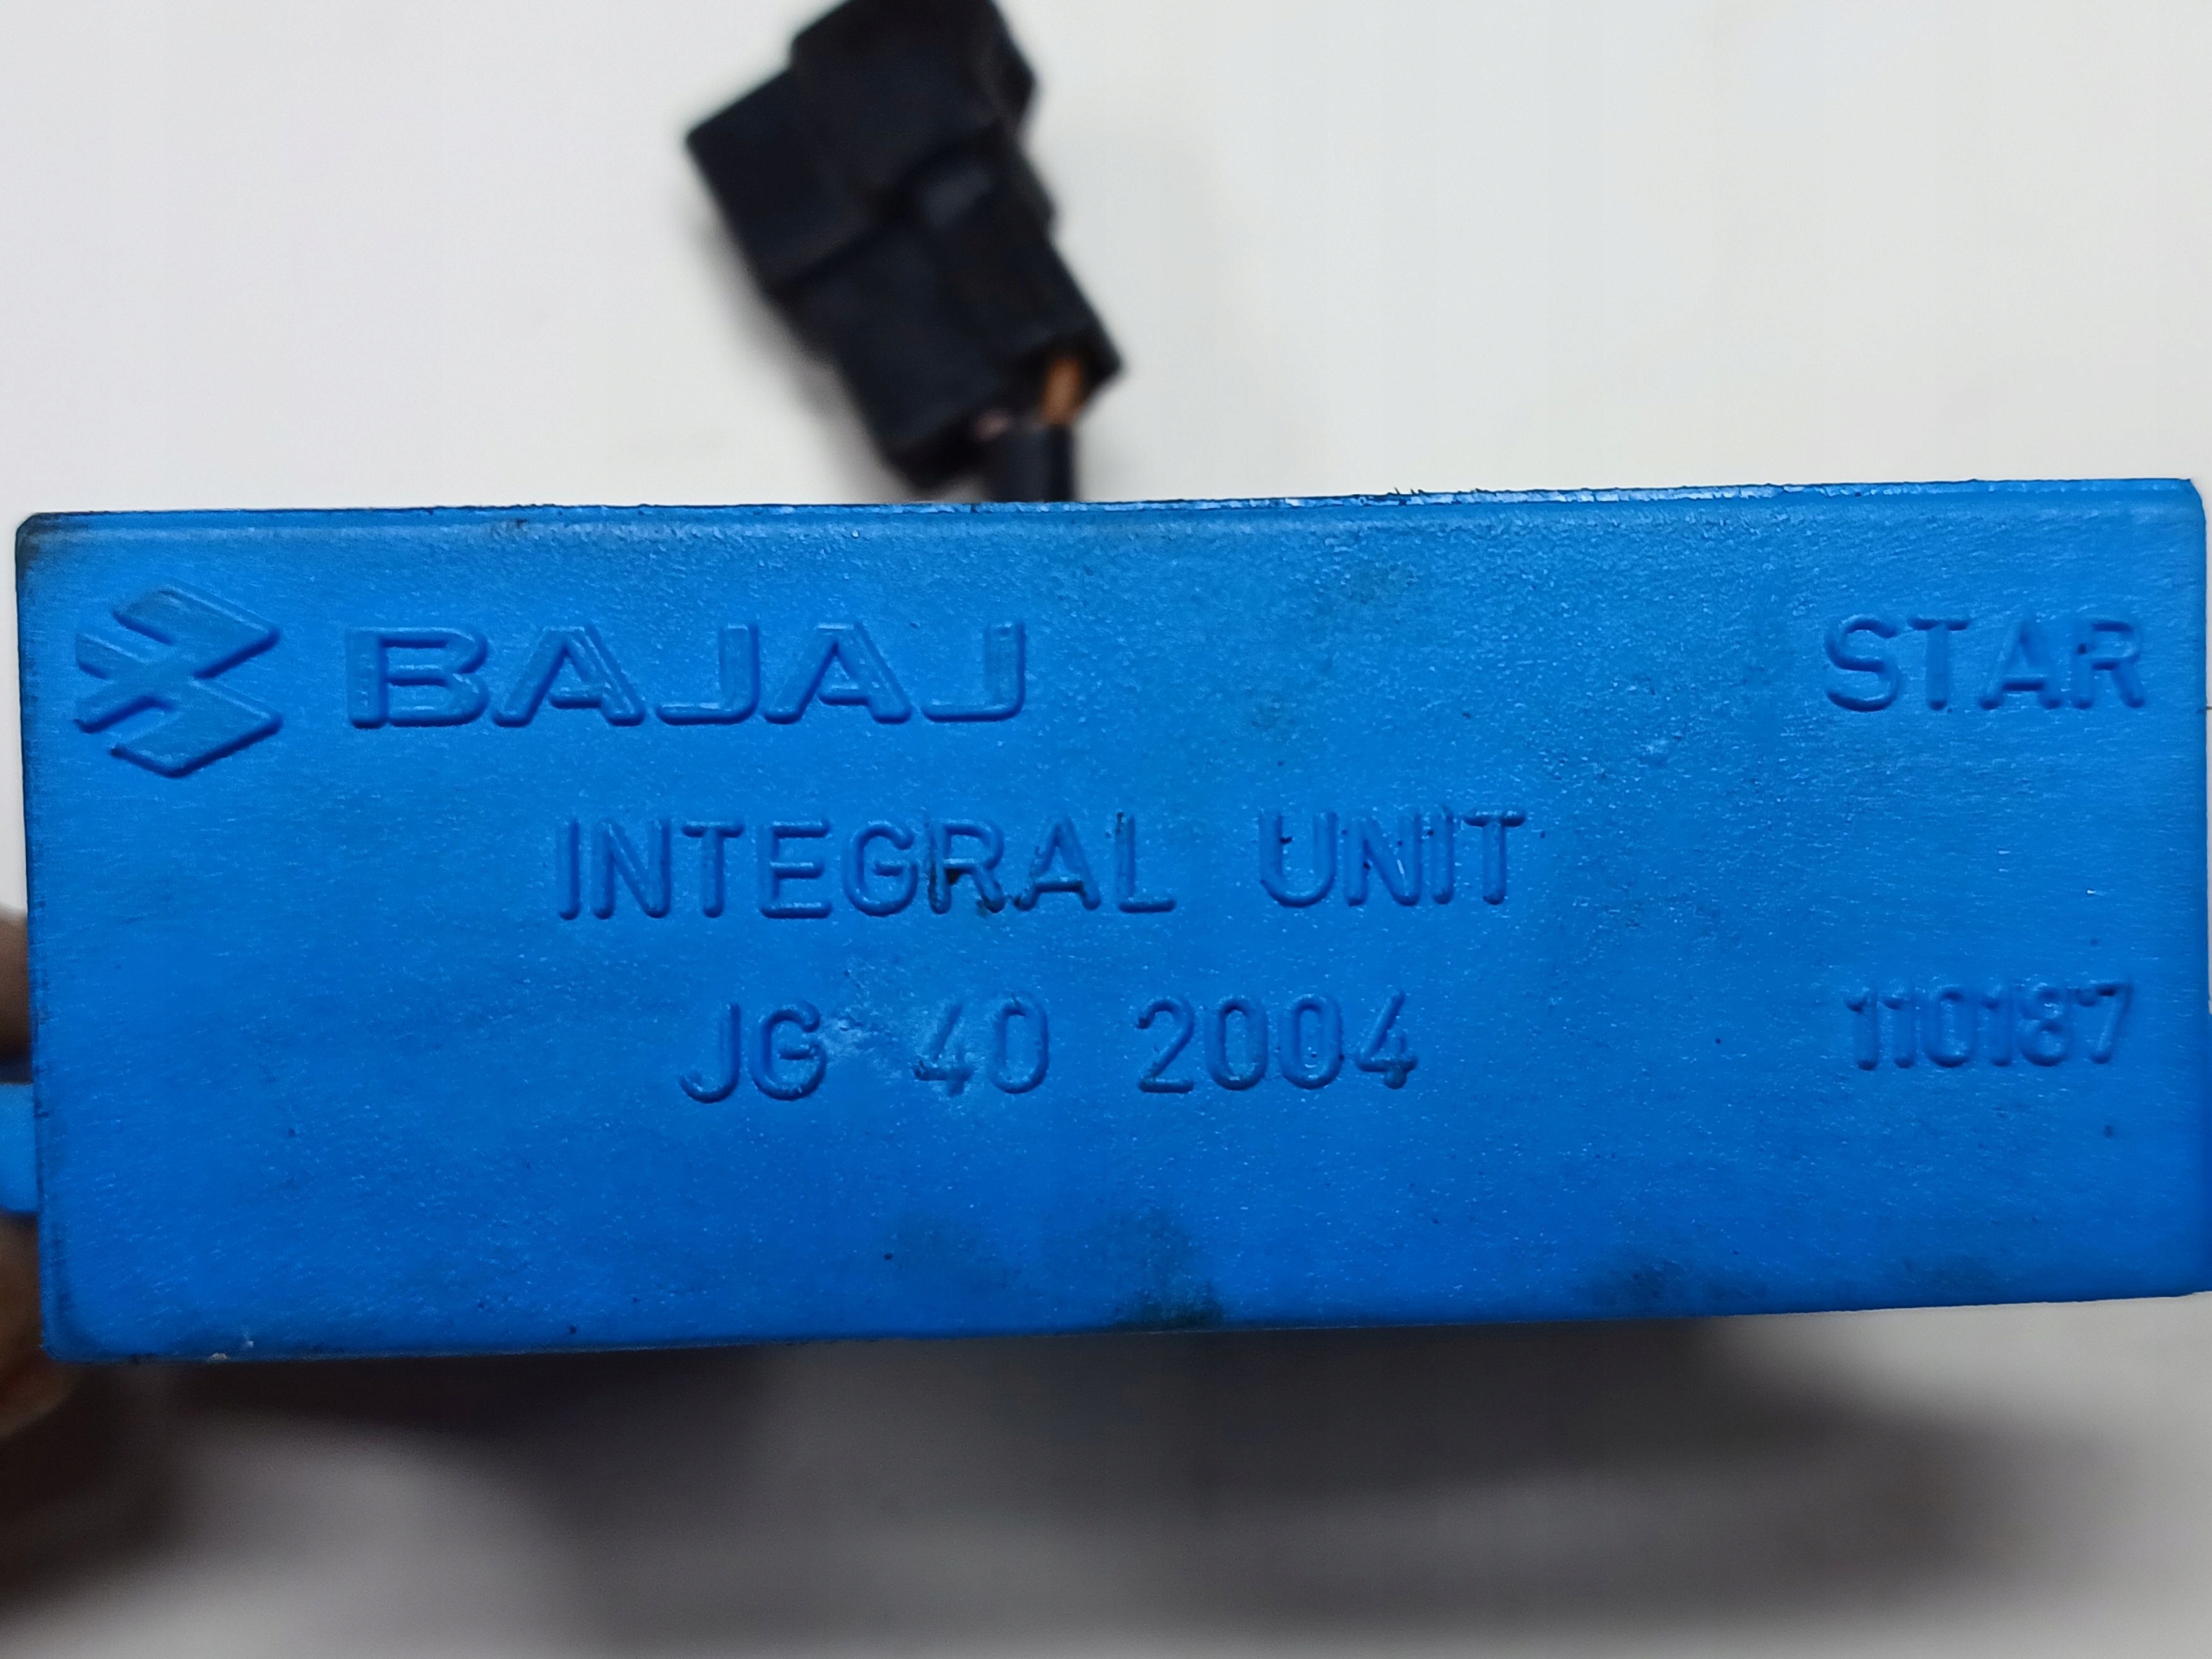 BAJAJ STAR
INTEGRAL UNIT
JG 40 2004 110187